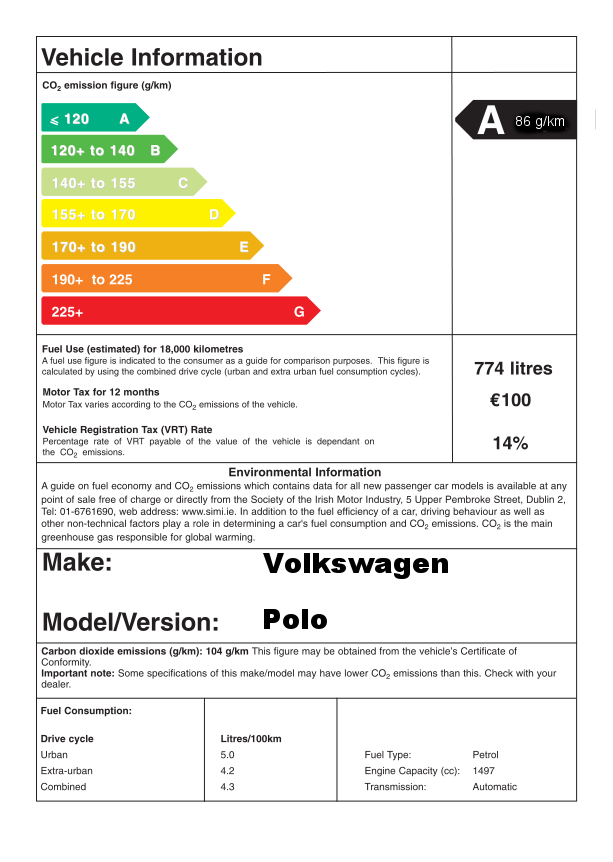 Vehicle Information
CO2 emission figure (g/km)
⩽ 120 A
120+ to 140 B
140+ to 155 C
155+ to 170 D
170+ to 190 E
190+ to 225 F
225+ G
A 86 g/km
Fuel Use (estimated) for 18,000 kilometres
A fuel use figure is indicated to the consumer as a guide for comparison purposes. This figure is
calculated by using the combined drive cycle (urban and extra urban fuel consumption cycles).
774 litres
Motor Tax for 12 months
Motor Tax varies according to the CO2 emissions of the vehicle.
€100
Vehicle Registration Tax (VRT) Rate
Percentage rate of VRT payable of the value of the vehicle is dependant on
the CO2 emissions.
14%
Environmental Information
A guide on fuel economy and CO2 emissions which contains data for all new passenger car models is available at any
point of sale free of charge or directly from the Society of the Irish Motor Industry, 5 Upper Pembroke Street, Dublin 2,
Tel: 01-6761690, web address: www.simi.ie. In addition to the fuel efficiency of a car, driving behaviour as well as
other non-technical factors play a role in determining a car's fuel consumption and CO2 emissions. CO2 is the main
greenhouse gas responsible for global warming.
Make: Volkswagen
Model/Version: Polo
Carbon dioxide emissions (g/km): 104 g/km This figure may be obtained from the vehicle's Certificate of
Conformity.
Important note: Some specifications of this make/model may have lower CO2 emissions than this. Check with your
dealer.
Fuel Consumption:
Drive cycle Litres/100km
Urban 5.0 Fuel Type: Petrol
Extra-urban 4.2 Engine Capacity (cc): 1497
Combined 4.3 Transmission: Automatic